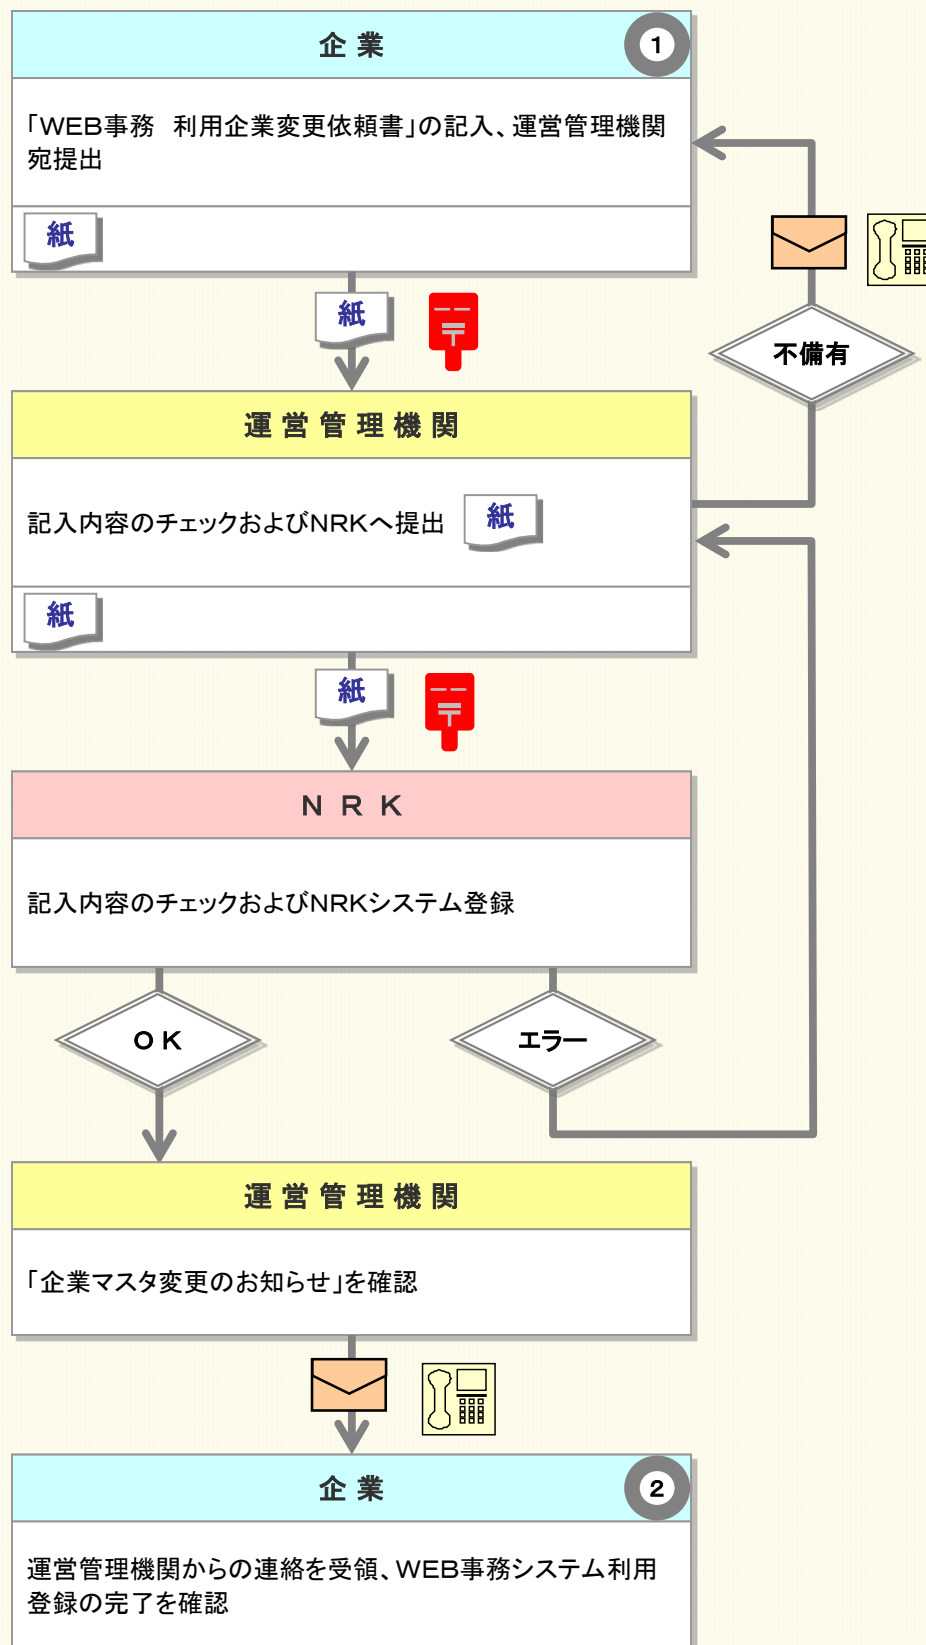 企業
1
「WEB事務　利用企業変更依頼書」の記入、運営管理機関
宛提出
紙
紙
不備有
運営管理機関
記入内容のチェックおよびNRKへ提出
紙
紙
紙
NRK
記入内容のチェックおよびNRKシステム登録
OK
エラー
運営管理機関
「企業マスタ変更のお知らせ」を確認
企業
2
運営管理機関からの連絡を受領、WEB事務システム利用
登録の完了を確認